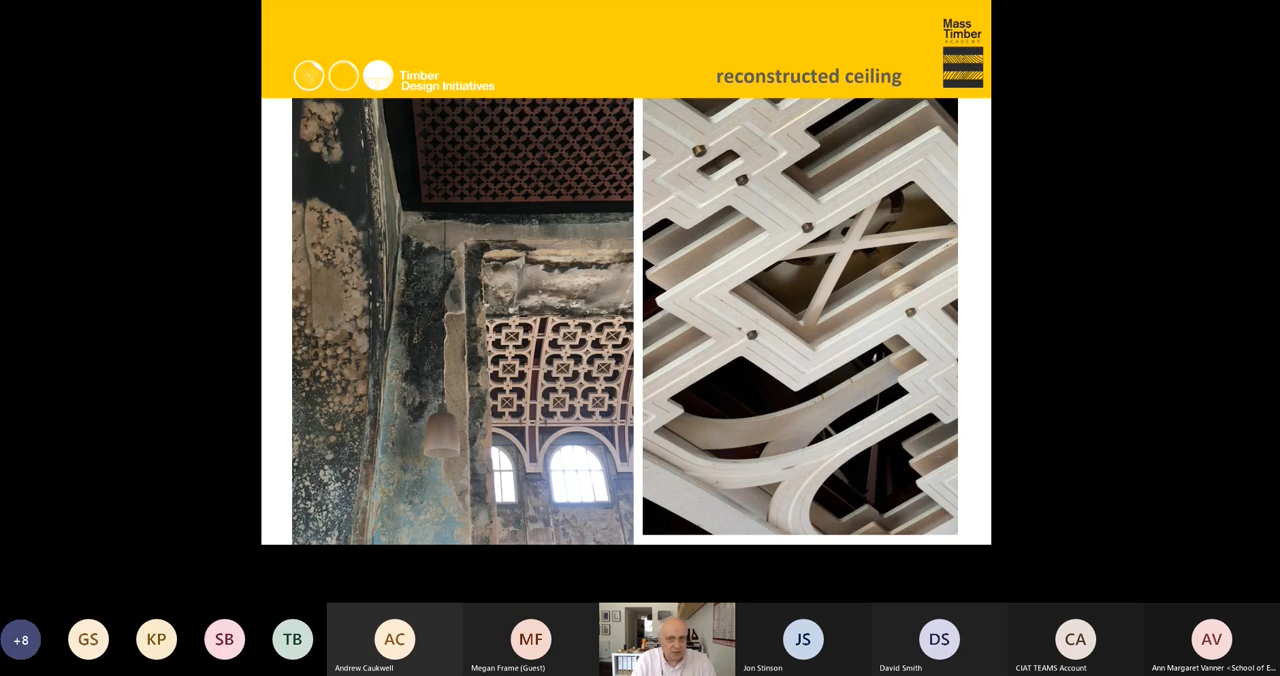 Mass
Timber
ACADEMY
Timber
Design Initiatives
reconstructed ceiling
+8
GS
KP
SB
TB
AC
MF
JS
DS
CA
AV
Andrew Caukwell
Megan Frame (Guest)
Jon Stinson
David Smith
CIAT TEAMS Account
Ann Margaret Vanner <School of E...